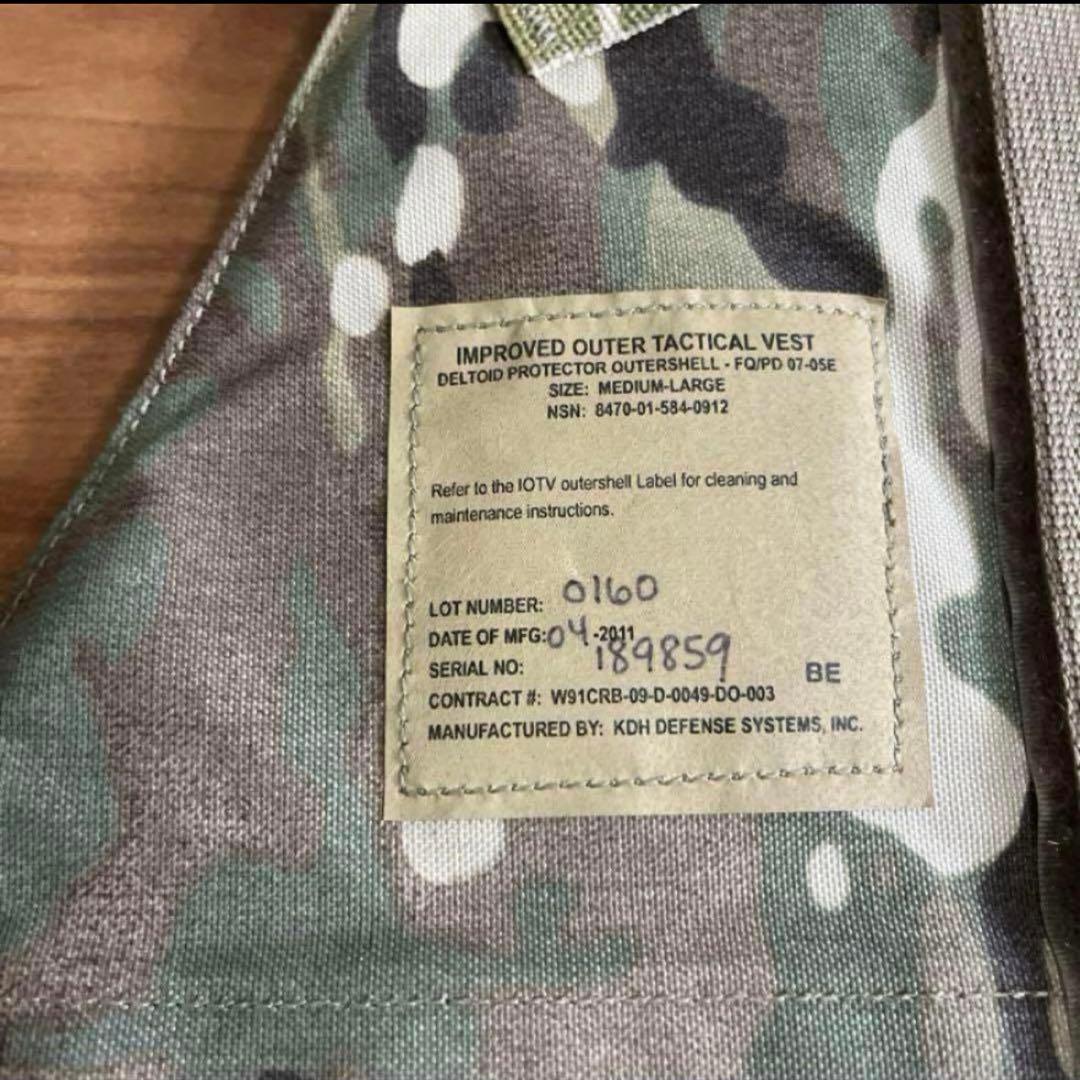 IMPROVED OUTER TACTICAL VEST
DELTOID PROTECTOR OUTERSHELL - FQ/PD 07-05E
SIZE: MEDIUM-LARGE
NSN: 8470-01-584-0912
Refer to the IOTV outershell Label for cleaning and
maintenance instructions.
LOT NUMBER: 0160
DATE OF MFG:04-2011
SERIAL NO: 189859 BE
CONTRACT #: W91CRB-09-D-0049-DO-003
MANUFACTURED BY: KDH DEFENSE SYSTEMS, INC.